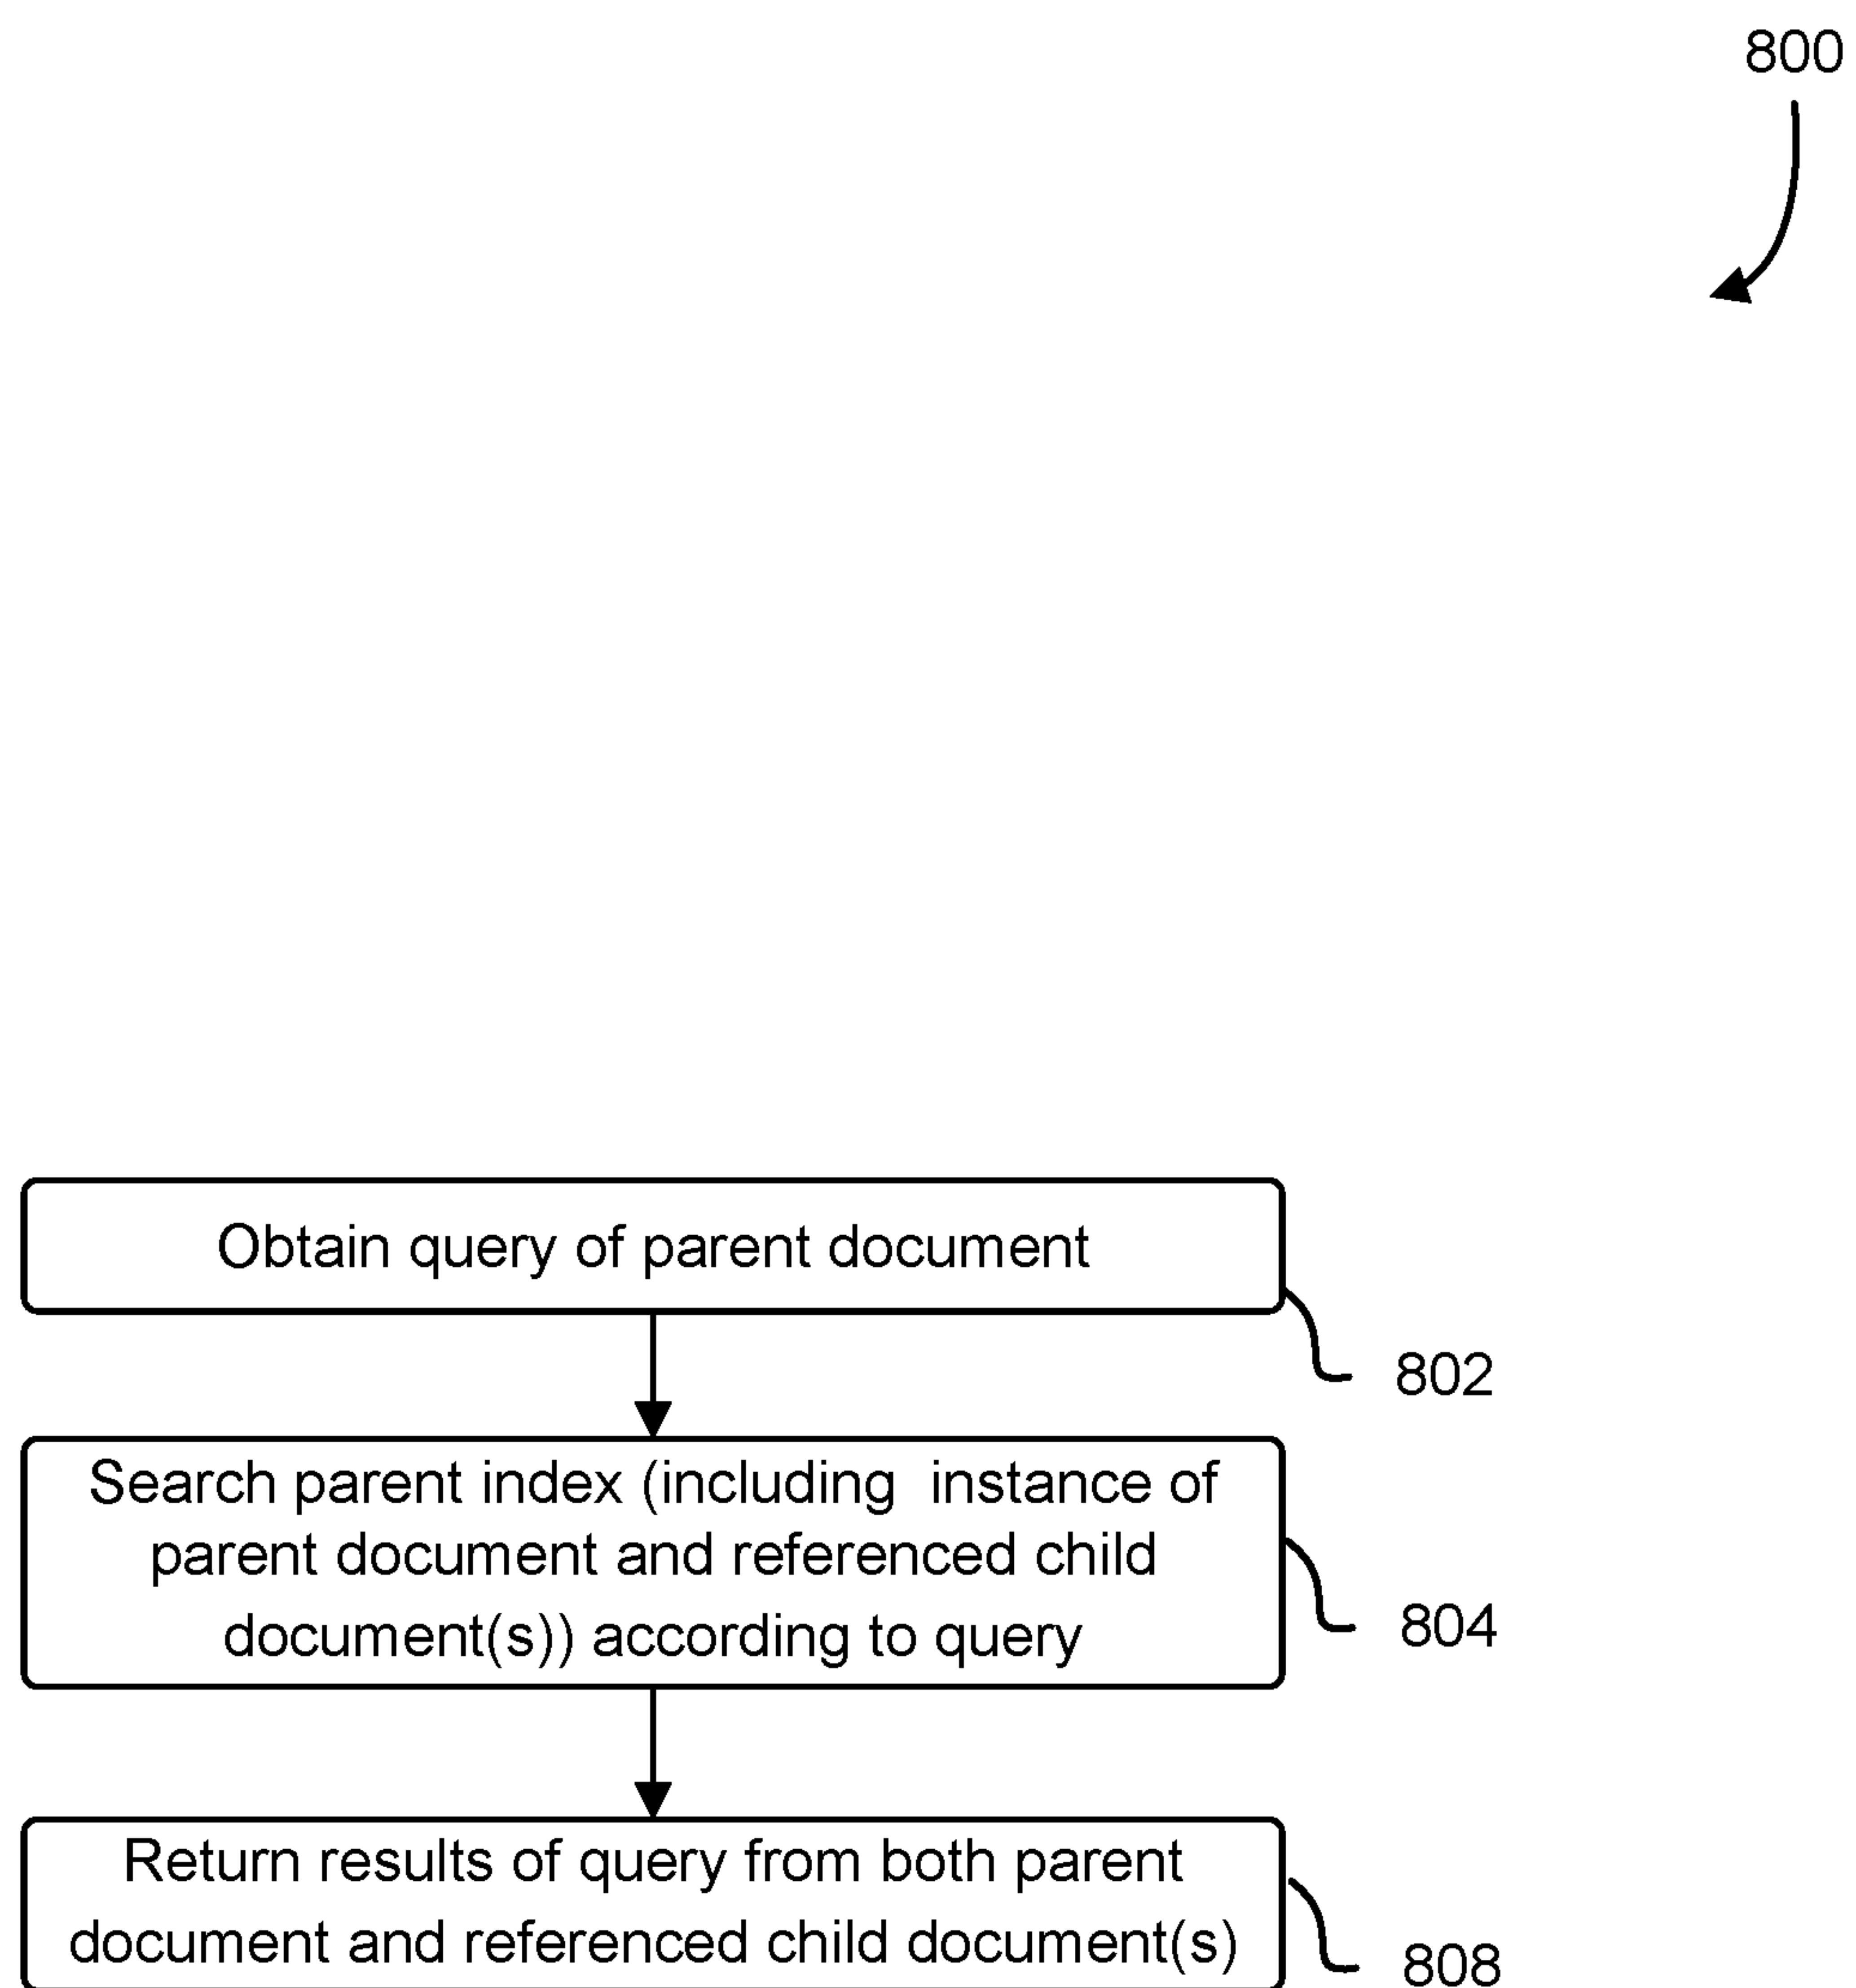 800
Obtain query of parent document
802
Search parent index (including instance of
parent document and referenced child
document(s)) according to query
804
Return results of query from both parent
document and referenced child document(s)
808